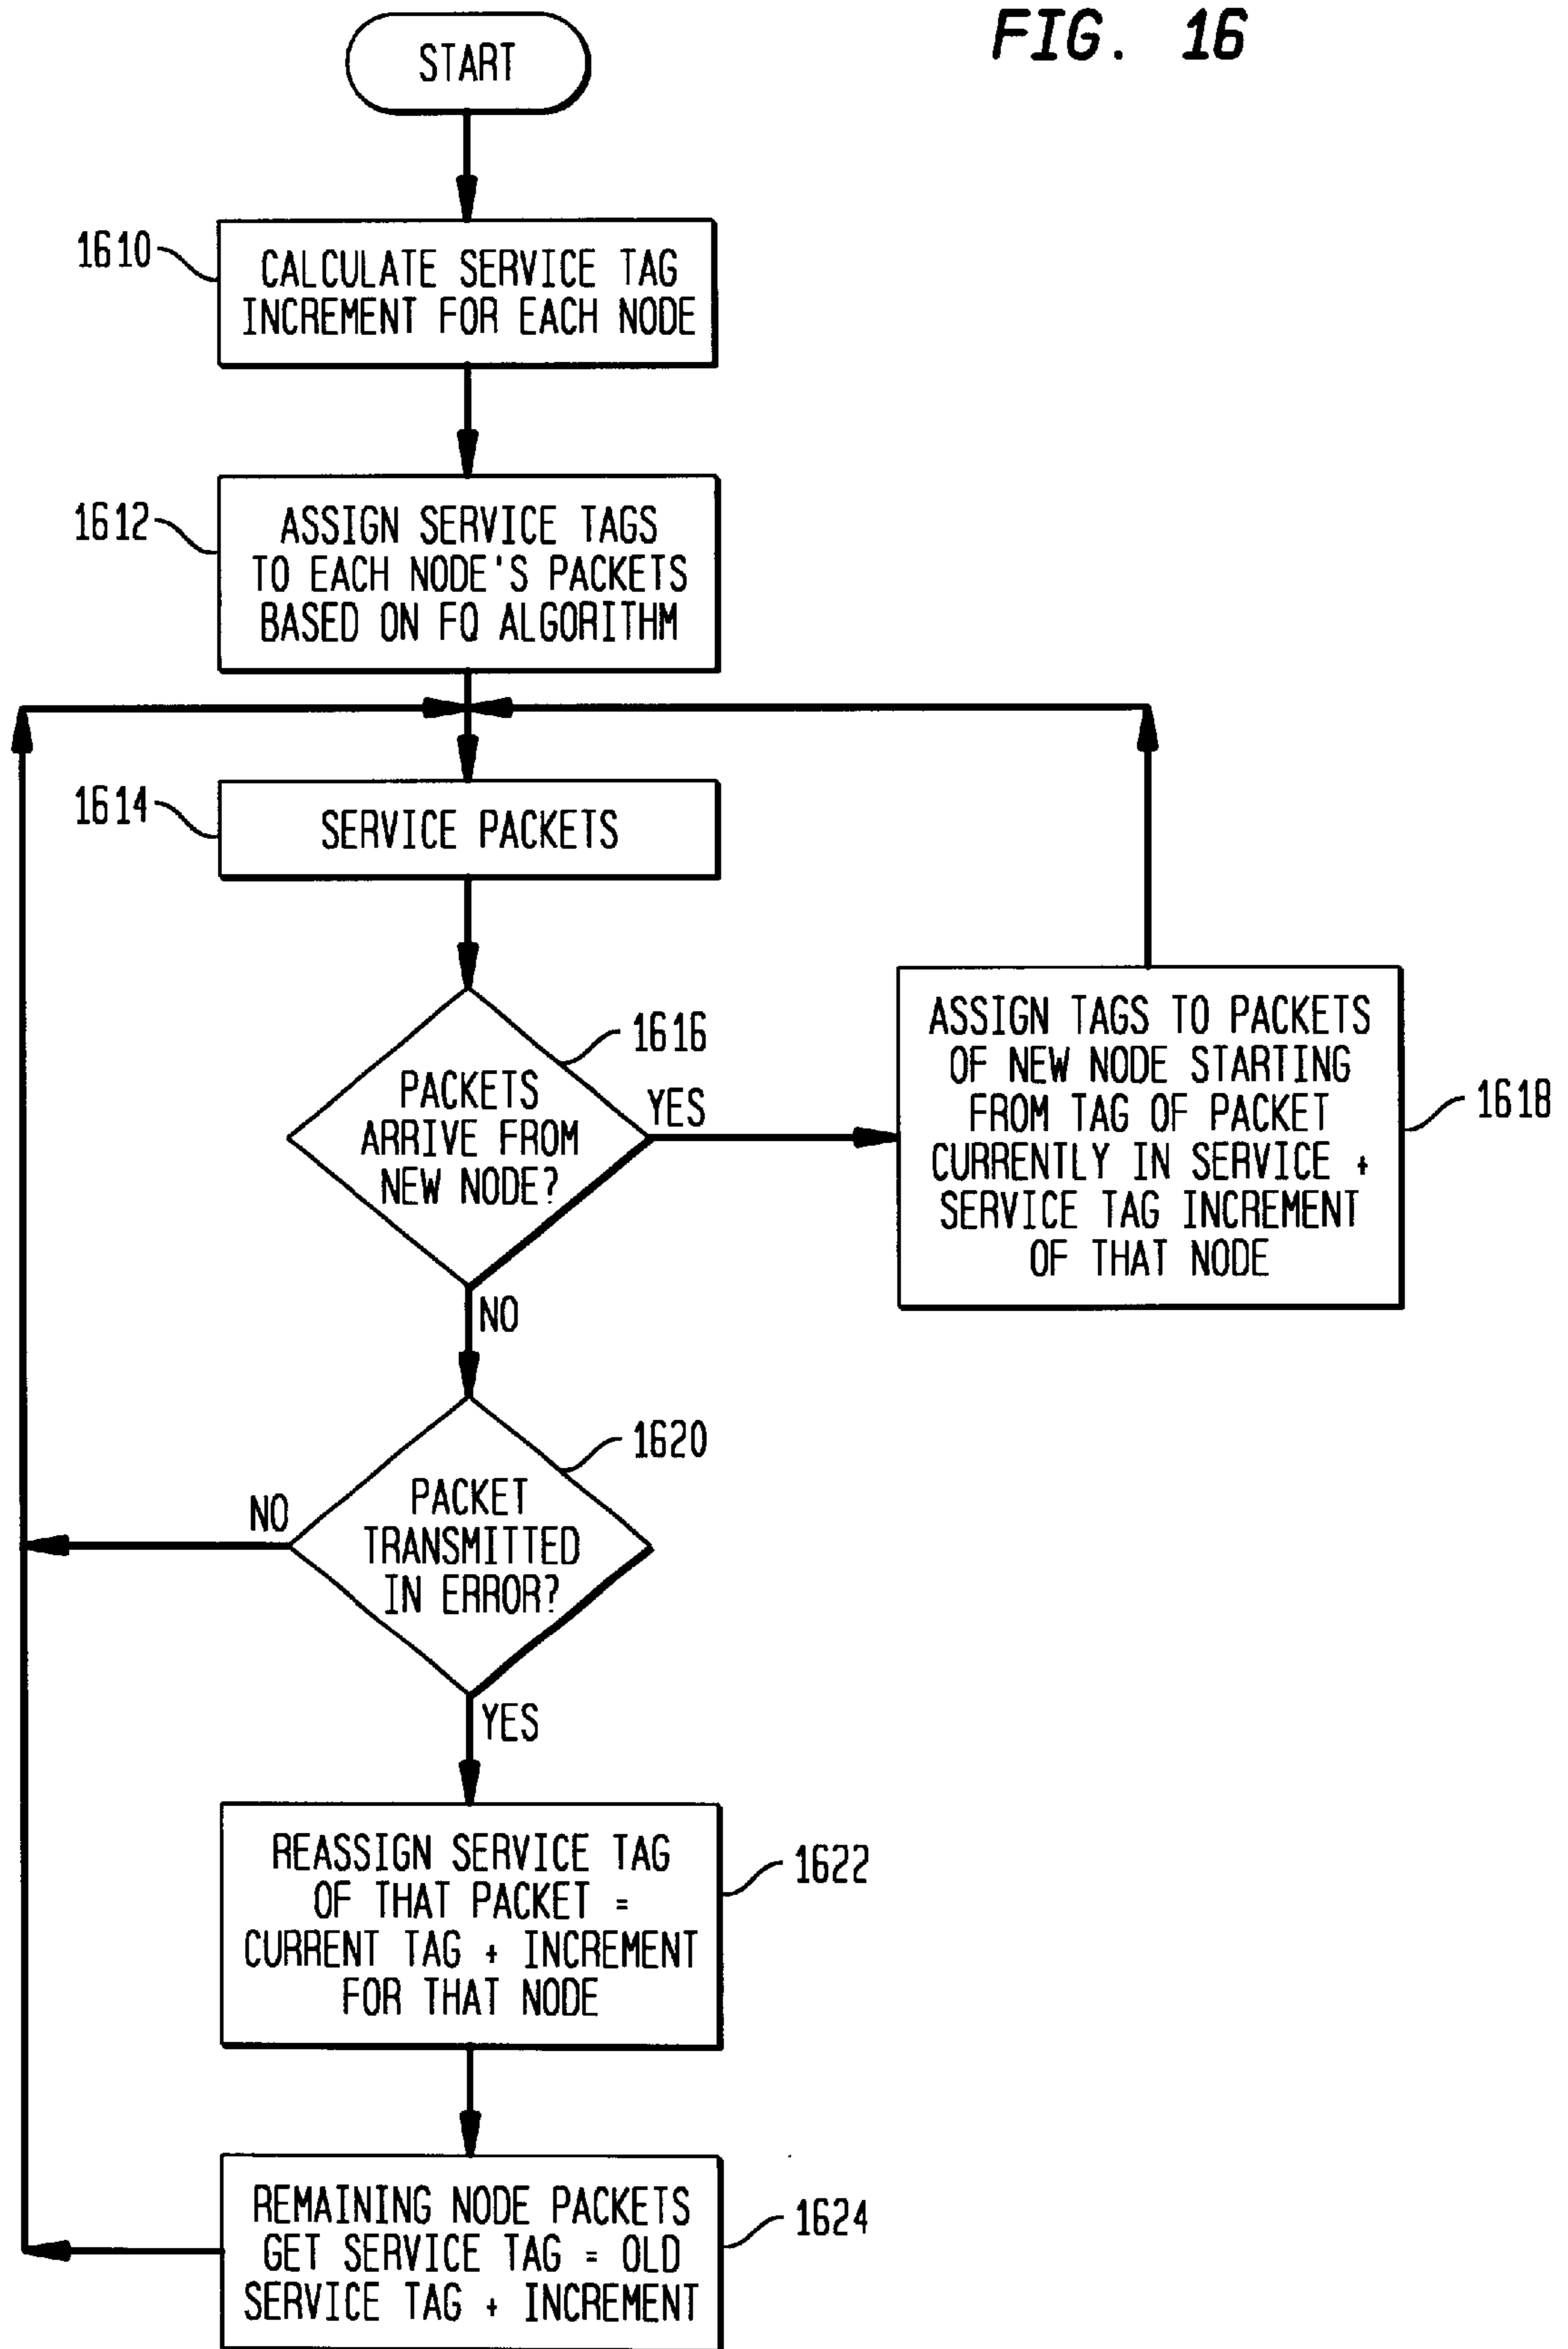 FIG. 16
START
1610
CALCULATE SERVICE TAG
INCREMENT FOR EACH NODE
1612
ASSIGN SERVICE TAGS
TO EACH NODE'S PACKETS
BASED ON FQ ALGORITHM
1614
SERVICE PACKETS
1616
PACKETS
ARRIVE FROM
NEW NODE?
YES
NO
ASSIGN TAGS TO PACKETS
OF NEW NODE STARTING
FROM TAG OF PACKET
CURRENTLY IN SERVICE +
SERVICE TAG INCREMENT
OF THAT NODE
1618
1620
PACKET
TRANSMITTED
IN ERROR?
NO
YES
REASSIGN SERVICE TAG
OF THAT PACKET =
CURRENT TAG + INCREMENT
FOR THAT NODE
1622
REMAINING NODE PACKETS
GET SERVICE TAG = OLD
SERVICE TAG + INCREMENT
1624